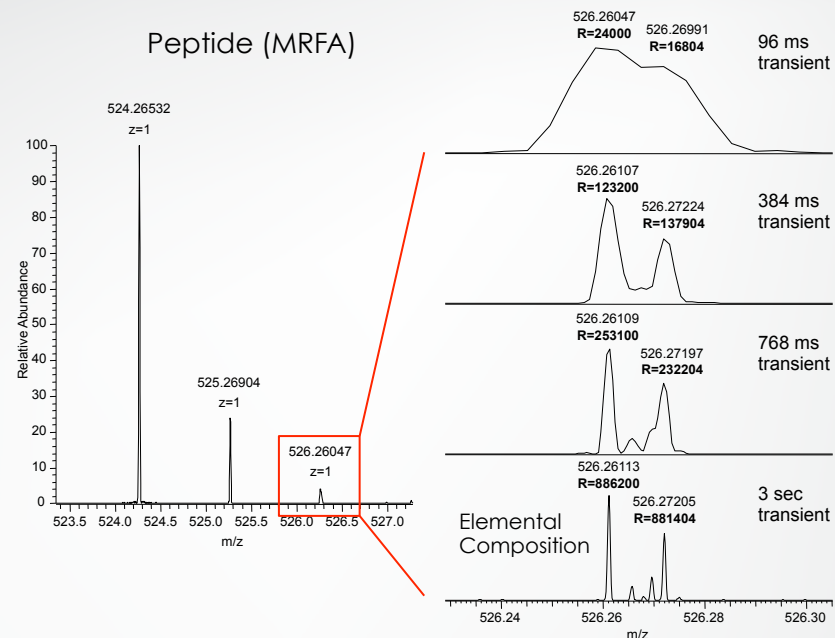 Peptide (MRFA)
524.26532
z=1
525.26904
z=1
526.26047
z=1
100
90
80
70
60
50
40
30
20
10
0
Relative Abundance
523.5 524.0 524.5 525.0 525.5 526.0 526.5 527.0
m/z
526.26047
R=24000
526.26991
R=16804
96 ms
transient
526.26107
R=123200
526.27224
R=137904
384 ms
transient
526.26109
R=253100
526.27197
R=232204
768 ms
transient
526.26113
R=886200
526.27205
R=881404
3 sec
transient
Elemental
Composition
526.24 526.26 526.28 526.30
m/z